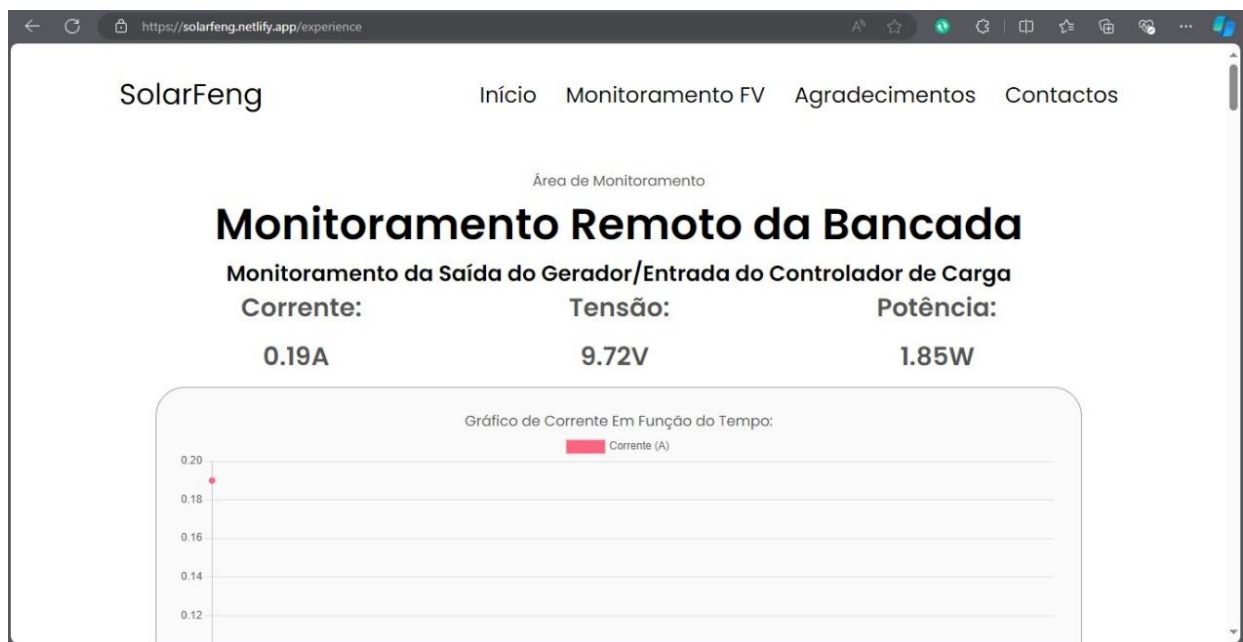 https://solarfeng.netlify.app/experience
SolarFeng Início Monitoramento FV Agradecimentos Contactos
Área de Monitoramento
Monitoramento Remoto da Bancada
Monitoramento da Saída do Gerador/Entrada do Controlador de Carga
Corrente: Tensão: Potência:
0.19A 9.72V 1.85W
Gráfico de Corrente Em Função do Tempo:
Corrente (A)
0.20
0.18
0.16
0.14
0.12